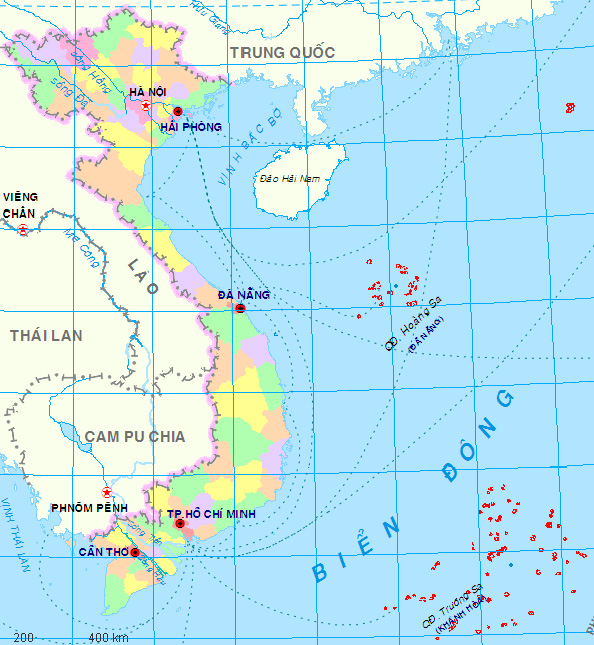 Hữu Giang
TRUNG QUỐC
Sông Hồng
Sông Đà
HÀ NỘI
HẢI PHÒNG
VỊNH BẮC BỘ
Đảo Hải Nam
VIÊNG
CHĂN
Mê Công
LÀO
ĐÀ NẴNG
QĐ. Hoàng Sa
(ĐÀ NẴNG)
THÁI LAN
CAM PU CHIA
PHNÔM PÊNH
TP.HỒ CHÍ MINH
CẦN THƠ
VỊNH THÁI LAN
BIỂN ĐÔNG
QĐ. Trường Sa
(KHÁNH HÒA)
200 400 km